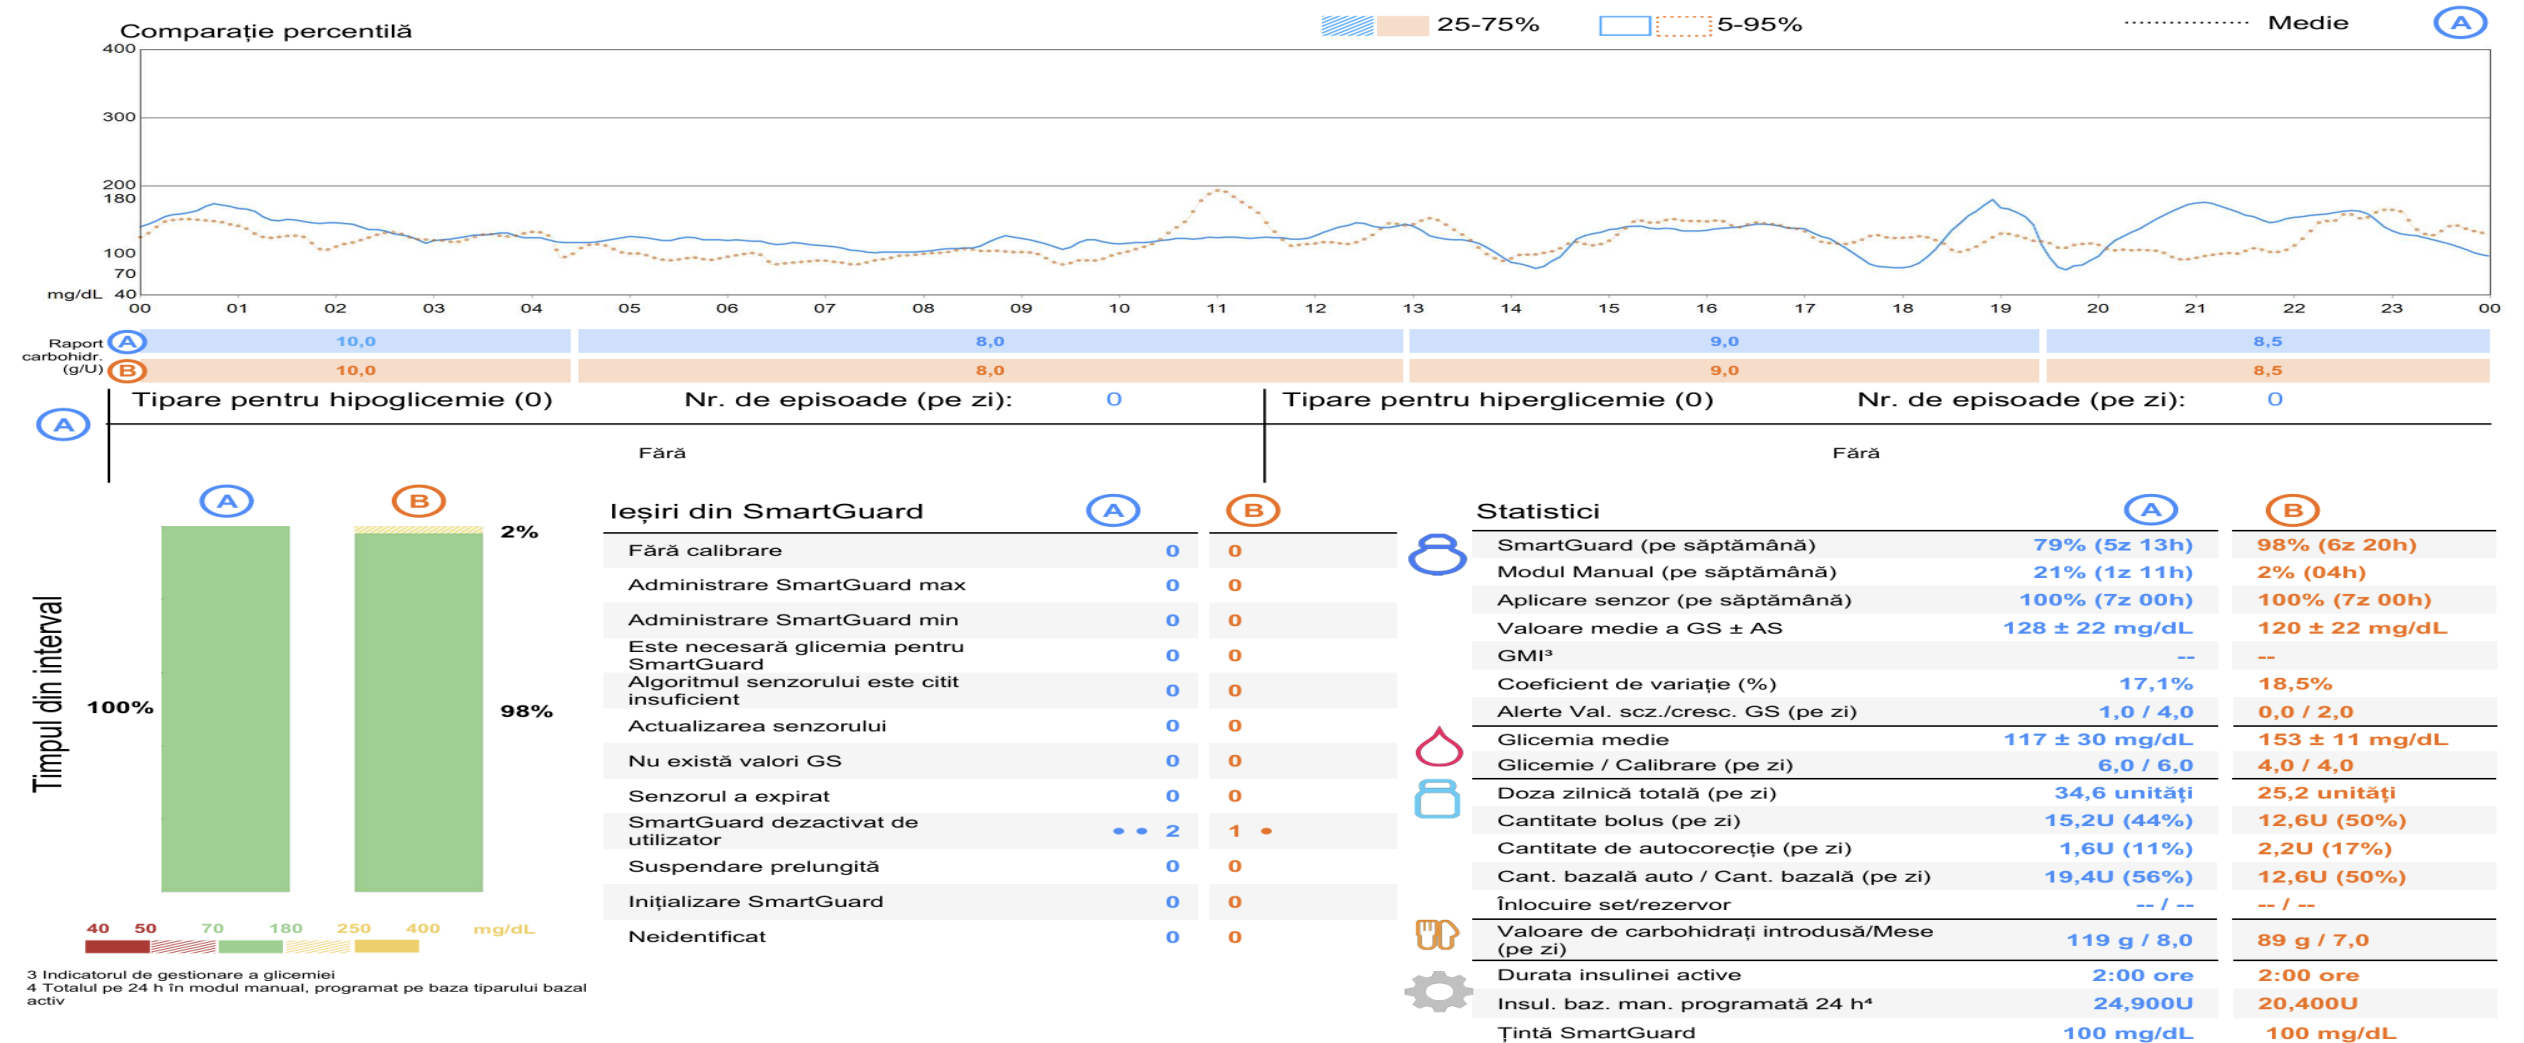 Comparație percentilă
25-75%
5-95%
Medie
A
400
300
200
180
100
70
mg/dL 40
00 01 02 03 04 05 06 07 08 09 10 11 12 13 14 15 16 17 18 19 20 21 22 23 00
Raport
carbohidr.
(g/U)
A 10,0 8,0 9,0 8,5
B 10,0 8,0 9,0 8,5
A
Tipare pentru hipoglicemie (0) Nr. de episoade (pe zi): 0
Fără
Tipare pentru hiperglicemie (0) Nr. de episoade (pe zi): 0
Fără
Timpul din interval
A B
2%
100%
98%
40 50 70 180 250 400 mg/dL
3 Indicatorul de gestionare a glicemiei
4 Totalul pe 24 h în modul manual, programat pe baza tiparului bazal
activ
Ieșiri din SmartGuard A B
Fără calibrare 0 0
Administrare SmartGuard max 0 0
Administrare SmartGuard min 0 0
Este necesară glicemia pentru
SmartGuard 0 0
Algoritmul senzorului este citit
insuficient 0 0
Actualizarea senzorului 0 0
Nu există valori GS 0 0
Senzorul a expirat 0 0
SmartGuard dezactivat de
utilizator 2 1
Suspendare prelungită 0 0
Inițializare SmartGuard 0 0
Neidentificat 0 0
Statistici A B
SmartGuard (pe săptămână) 79% (5z 13h) 98% (6z 20h)
Modul Manual (pe săptămână) 21% (1z 11h) 2% (04h)
Aplicare senzor (pe săptămână) 100% (7z 00h) 100% (7z 00h)
Valoare medie a GS ± AS 128 ± 22 mg/dL 120 ± 22 mg/dL
GMI³ -- --
Coeficient de variație (%) 17,1% 18,5%
Alerte Val. scz./cresc. GS (pe zi) 1,0 / 4,0 0,0 / 2,0
Glicemia medie 117 ± 30 mg/dL 153 ± 11 mg/dL
Glicemie / Calibrare (pe zi) 6,0 / 6,0 4,0 / 4,0
Doza zilnică totală (pe zi) 34,6 unități 25,2 unități
Cantitate bolus (pe zi) 15,2U (44%) 12,6U (50%)
Cantitate de autocorecție (pe zi) 1,6U (11%) 2,2U (17%)
Cant. bazală auto / Cant. bazală (pe zi) 19,4U (56%) 12,6U (50%)
Înlocuire set/rezervor -- / -- -- / --
Valoare de carbohidrați introdusă/Mese
(pe zi) 119 g / 8,0 89 g / 7,0
Durata insulinei active 2:00 ore 2:00 ore
Insul. baz. man. programată 24 h⁴ 24,900U 20,400U
Țintă SmartGuard 100 mg/dL 100 mg/dL